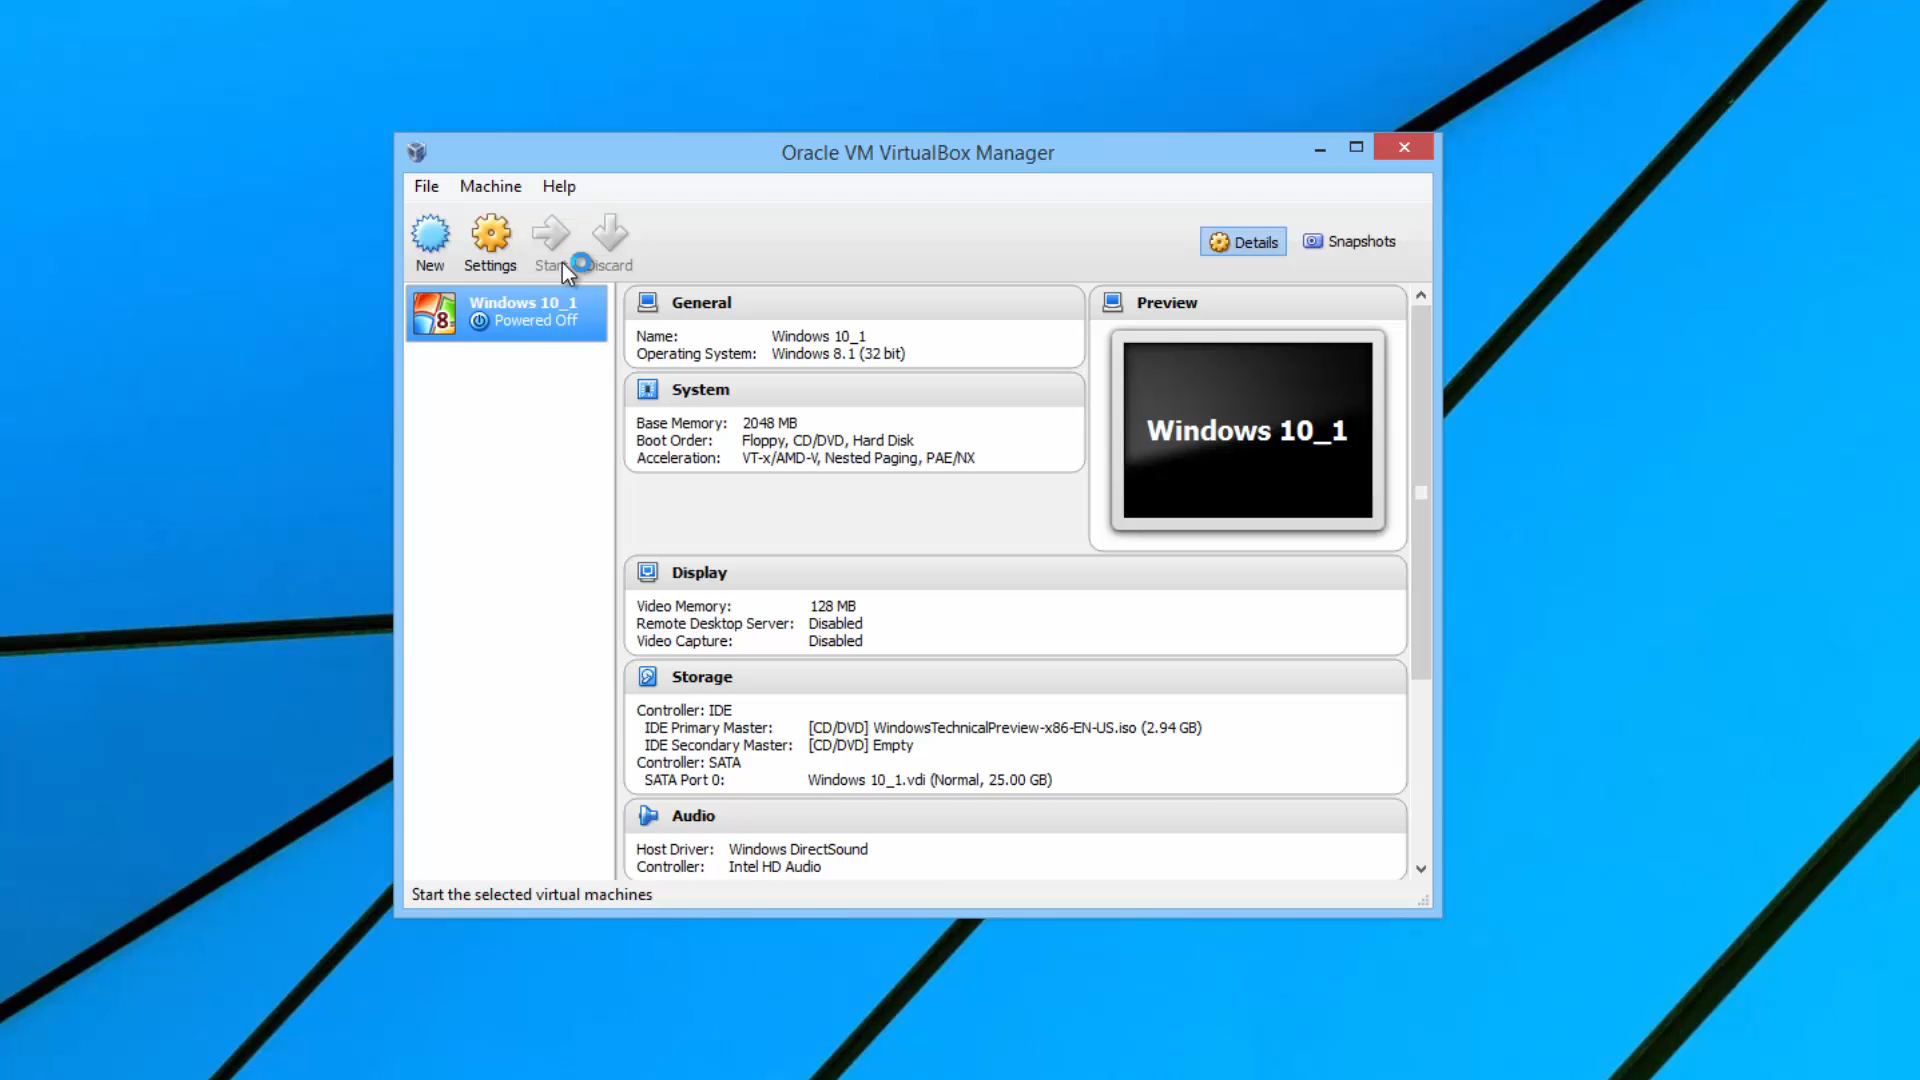 Oracle VM VirtualBox Manager
File Machine Help
New Settings Start Discard
Details Snapshots
Windows 10_1
Powered Off
General
Name: Windows 10_1
Operating System: Windows 8.1 (32 bit)
System
Base Memory: 2048 MB
Boot Order: Floppy, CD/DVD, Hard Disk
Acceleration: VT-x/AMD-V, Nested Paging, PAE/NX
Preview
Windows 10_1
Display
Video Memory: 128 MB
Remote Desktop Server: Disabled
Video Capture: Disabled
Storage
Controller: IDE
IDE Primary Master: [CD/DVD] WindowsTechnicalPreview-x86-EN-US.iso (2.94 GB)
IDE Secondary Master: [CD/DVD] Empty
Controller: SATA
SATA Port 0: Windows 10_1.vdi (Normal, 25.00 GB)
Audio
Host Driver: Windows DirectSound
Controller: Intel HD Audio
Start the selected virtual machines